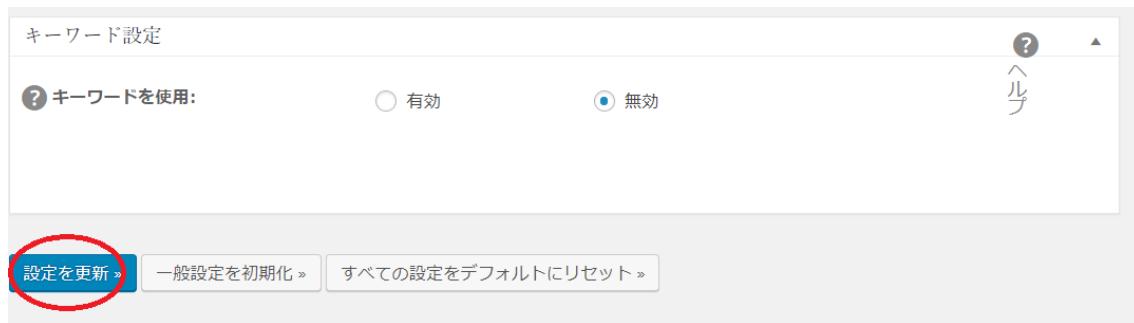 キーワード設定
ヘルプ
キーワードを使用:
有効
無効
設定を更新 »
一般設定を初期化 »
すべての設定をデフォルトにリセット »